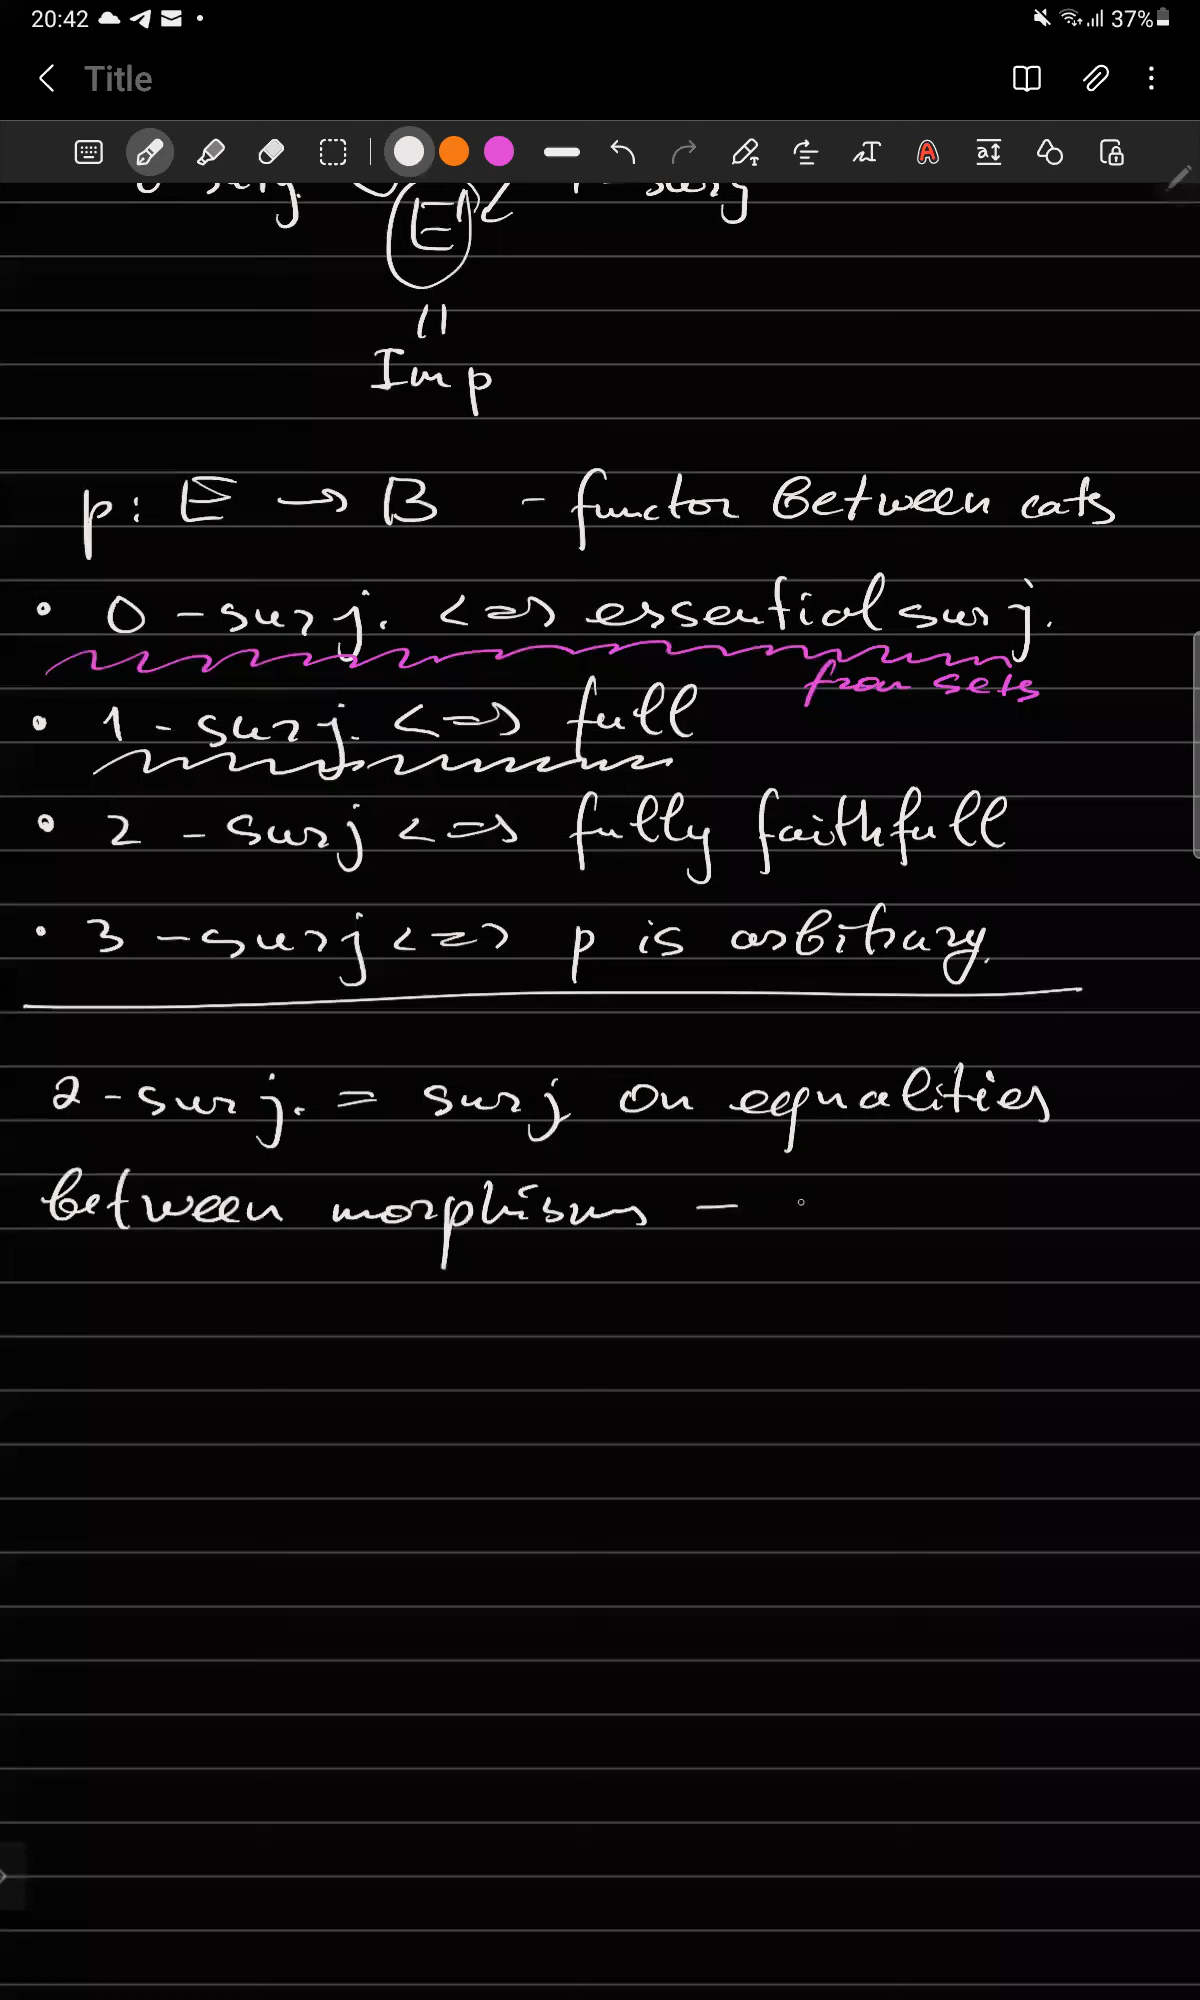 20:42
37%
Title
E
Im p
p: E → B - functor between cats
• 0 - surj. <=> essential surj.
from sets
• 1 - surj. <=> full
• 2 - surj <=> fully faithfull
• 3 - surj <=> p is arbitrary.
2 - surj. = surj on equalities
between morphisms -